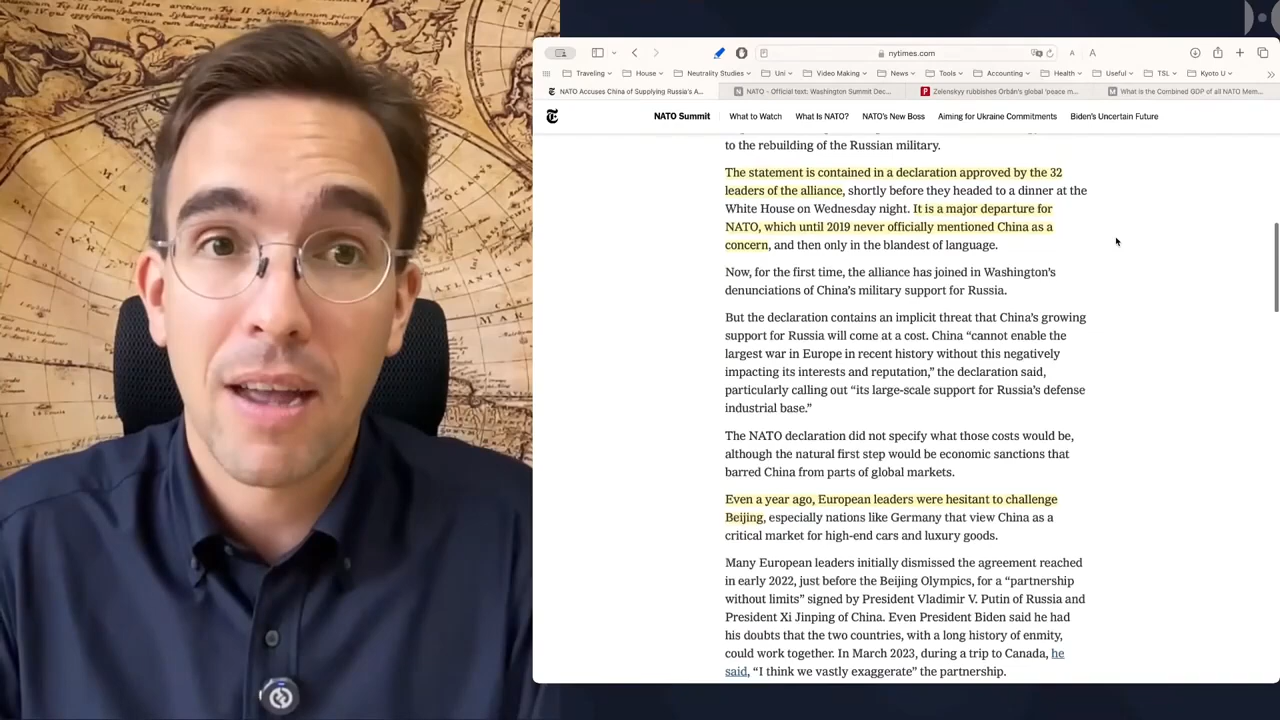 nytimes.com
A A
Traveling House Neutrality Studies Uni Video Making News Tools Accounting Health Useful TSL Kyoto U
NATO Accuses China of Supplying Russia's A... NATO - Official text: Washington Summit Dec... Zelenskyy rubbishes Orbán's global 'peace m... What is the Combined GDP of all NATO Mem...
NATO Summit What to Watch What Is NATO? NATO's New Boss Aiming for Ukraine Commitments Biden's Uncertain Future
to the rebuilding of the Russian military.
The statement is contained in a declaration approved by the 32
leaders of the alliance, shortly before they headed to a dinner at the
White House on Wednesday night. It is a major departure for
NATO, which until 2019 never officially mentioned China as a
concern, and then only in the blandest of language.
Now, for the first time, the alliance has joined in Washington's
denunciations of China's military support for Russia.
But the declaration contains an implicit threat that China's growing
support for Russia will come at a cost. China "cannot enable the
largest war in Europe in recent history without this negatively
impacting its interests and reputation," the declaration said,
particularly calling out "its large-scale support for Russia's defense
industrial base."
The NATO declaration did not specify what those costs would be,
although the natural first step would be economic sanctions that
barred China from parts of global markets.
Even a year ago, European leaders were hesitant to challenge
Beijing, especially nations like Germany that view China as a
critical market for high-end cars and luxury goods.
Many European leaders initially dismissed the agreement reached
in early 2022, just before the Beijing Olympics, for a "partnership
without limits" signed by President Vladimir V. Putin of Russia and
President Xi Jinping of China. Even President Biden said he had
his doubts that the two countries, with a long history of enmity,
could work together. In March 2023, during a trip to Canada, he
said, "I think we vastly exaggerate" the partnership.